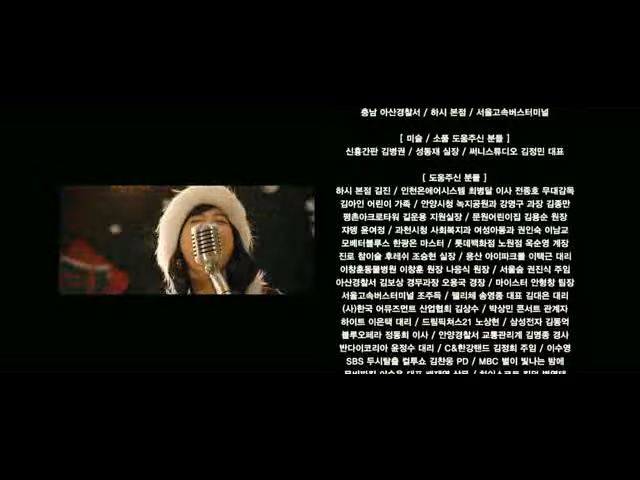 충남 아산경찰서 / 하시 본점 / 서울고속버스터미널
[ 미술 / 소품 도움주신 분들 ]
신흥간판 김병권 / 성동재 실장 / 써니스튜디오 김정민 대표
[ 도움주신 분들 ]
하시 본점 김진 / 인천은에어시스템 최병달 이사 전종호 무대감독
김아인 어린이 가족 / 안양시청 녹지공원과 강영구 과장 김종만
평촌아크로타워 길운용 지원실장 / 문원어린이집 김용순 원장
쟈뎅 윤여정 / 과천시청 사회복지과 여성아동과 권인숙 이남교
모베터블루스 한광은 마스터 / 롯데백화점 노원점 옥순영 계장
진로 참이슬 후레쉬 조승현 실장 / 용산 아이파크몰 이택근 대리
이창훈동물병원 이창훈 원장 나응식 원장 / 서울숲 권진식 주임
아산경찰서 김보상 경무과장 오용국 경장 / 마이스터 안형창 팀장
서울고속버스터미널 조주득 / 웰리체 송영종 대표 김대은 대리
(사)한국 어뮤즈먼트 산업협회 김상수 / 박상민 콘서트 관계자
하이트 이은택 대리 / 드림픽쳐스21 노상현 / 삼성전자 김통억
블루오페라 정동희 이사 / 안양경찰서 교통관리계 김명종 경사
반다이코리아 윤정수 대리 / C&한강랜드 김정희 주임 / 이수영
SBS 두시탈출 컬투쇼 김찬웅 PD / MBC 별이 빛나는 밤에